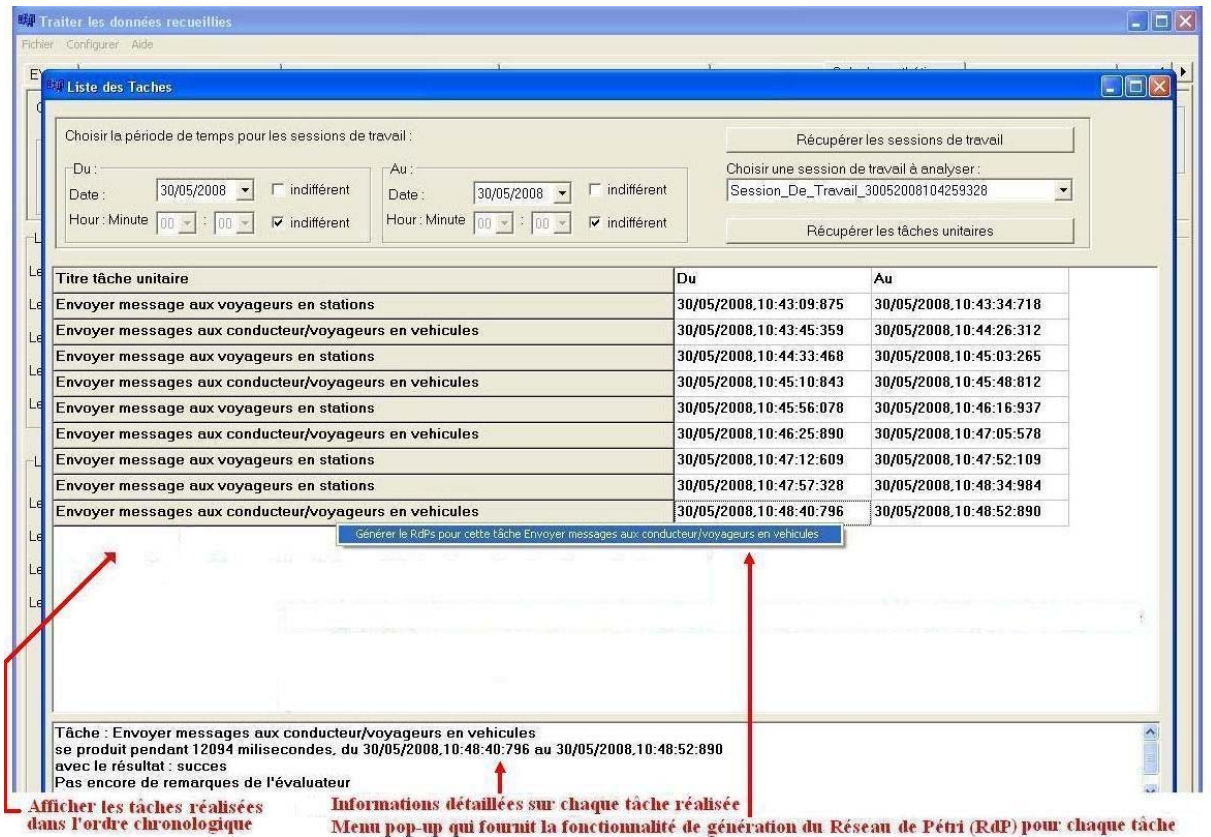 Traiter les données recueillies
Fichier Configurer Aide
Liste des Taches
Choisir la période de temps pour les sessions de travail :
Récupérer les sessions de travail
Du :
Au :
Choisir une session de travail à analyser :
Date : 30/05/2008 indifférent
Date : 30/05/2008 indifférent
Session_De_Travail_30052008104259328
Hour : Minute 00 : 00 indifférent
Hour : Minute 00 : 00 indifférent
Récupérer les tâches unitaires
Titre tâche unitaire Du Au
Envoyer message aux voyageurs en stations 30/05/2008,10:43:09:875 30/05/2008,10:43:34:718
Envoyer messages aux conducteur/voyageurs en vehicules 30/05/2008,10:43:45:359 30/05/2008,10:44:26:312
Envoyer message aux voyageurs en stations 30/05/2008,10:44:33:468 30/05/2008,10:45:03:265
Envoyer messages aux conducteur/voyageurs en vehicules 30/05/2008,10:45:10:843 30/05/2008,10:45:48:812
Envoyer message aux voyageurs en stations 30/05/2008,10:45:56:078 30/05/2008,10:46:16:937
Envoyer messages aux conducteur/voyageurs en vehicules 30/05/2008,10:46:25:890 30/05/2008,10:47:05:578
Envoyer message aux voyageurs en stations 30/05/2008,10:47:12:609 30/05/2008,10:47:52:109
Envoyer message aux voyageurs en stations 30/05/2008,10:47:57:328 30/05/2008,10:48:34:984
Envoyer messages aux conducteur/voyageurs en vehicules 30/05/2008,10:48:40:796 30/05/2008,10:48:52:890
Générer le RdPs pour cette tâche Envoyer messages aux conducteur/voyageurs en vehicules
Tâche : Envoyer messages aux conducteur/voyageurs en vehicules
se produit pendant 12094 milisecondes, du 30/05/2008,10:48:40:796 au 30/05/2008,10:48:52:890
avec le résultat : succes
Pas encore de remarques de l'évaluateur
Afficher les tâches réalisées
dans l'ordre chronologique
Informations détaillées sur chaque tâche réalisée
Menu pop-up qui fournit la fonctionnalité de génération du Réseau de Pétri (RdP) pour chaque tâche